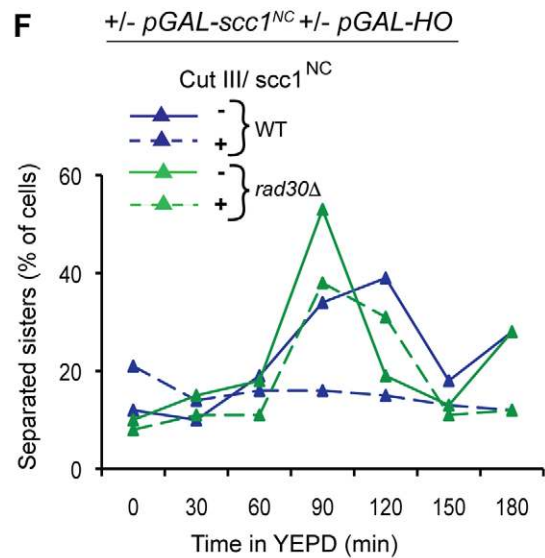 F
+/- pGAL-scc1^NC +/- pGAL-HO
Cut III/ scc1^NC
-
+
WT
-
+
rad30Δ
60
40
20
0
Separated sisters (% of cells)
0 30 60 90 120 150 180
Time in YEPD (min)